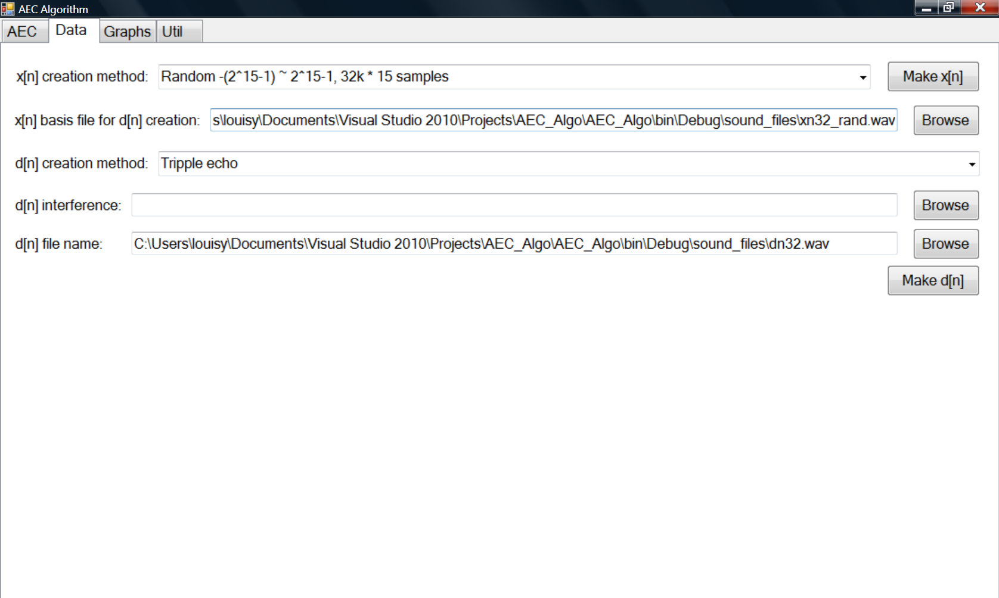 AEC Algorithm
AEC Data Graphs Util
x[n] creation method: Random -(2^15-1) ~ 2^15-1, 32k * 15 samples Make x[n]
x[n] basis file for d[n] creation: s\louisy\Documents\Visual Studio 2010\Projects\AEC_Algo\AEC_Algo\bin\Debug\sound_files\xn32_rand.wav Browse
d[n] creation method: Tripple echo
d[n] interference: Browse
d[n] file name: C:\Users\louisy\Documents\Visual Studio 2010\Projects\AEC_Algo\AEC_Algo\bin\Debug\sound_files\dn32.wav Browse
Make d[n]